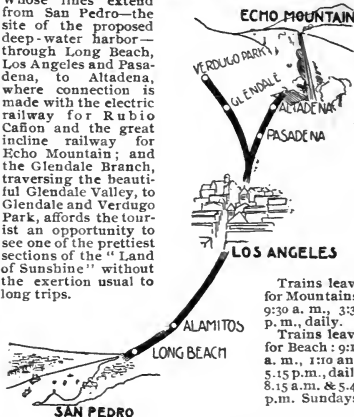 from San Pedro—the
site of the proposed
deep-water harbor—
through Long Beach,
Los Angeles and Pasa-
dena, to Altadena,
where connection is
made with the electric
railway for Rubio
Cañon and the great
incline railway for
Echo Mountain; and
the Glendale Branch,
traversing the beauti-
ful Glendale Valley, to
Glendale and Verdugo
Park, affords the tour-
ist an opportunity to
see one of the prettiest
sections of the "Land
of Sunshine" without
the exertion usual to
long trips.
ECHO MOUNTAIN
VERDUGO PARK
GLENDALE
ALTADENA
PASADENA
LOS ANGELES
ALAMITOS
LONG BEACH
SAN PEDRO
Trains leav
for Mountains
9:30 a. m., 3:3
p. m., daily.
Trains leav
for Beach: 9:1
a. m., 1:10 an
5.15 p.m., dail
8.15 a.m. & 5.4
p.m. Sundays